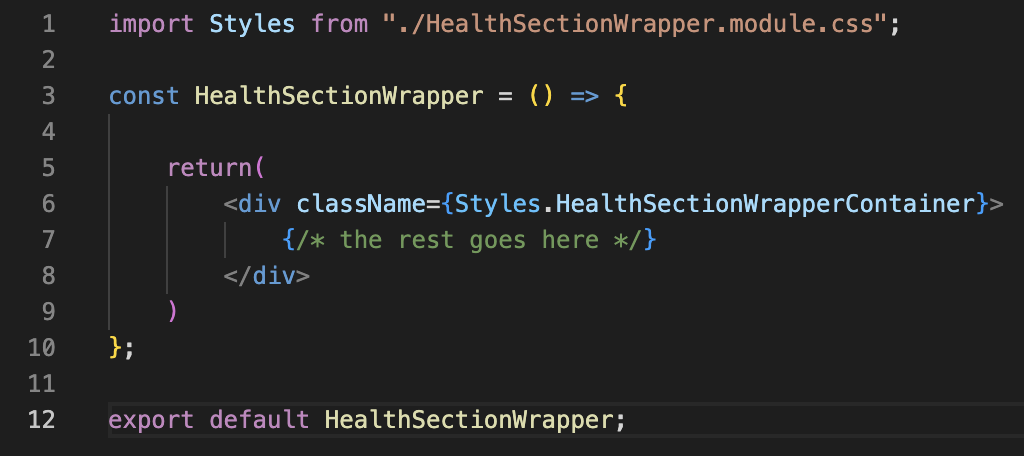 1 import Styles from "./HealthSectionWrapper.module.css";
2
3 const HealthSectionWrapper = () => {
4
5     return(
6         <div className={Styles.HealthSectionWrapperContainer}>
7             {/* the rest goes here */}
8         </div>
9     )
10 };
11
12 export default HealthSectionWrapper;